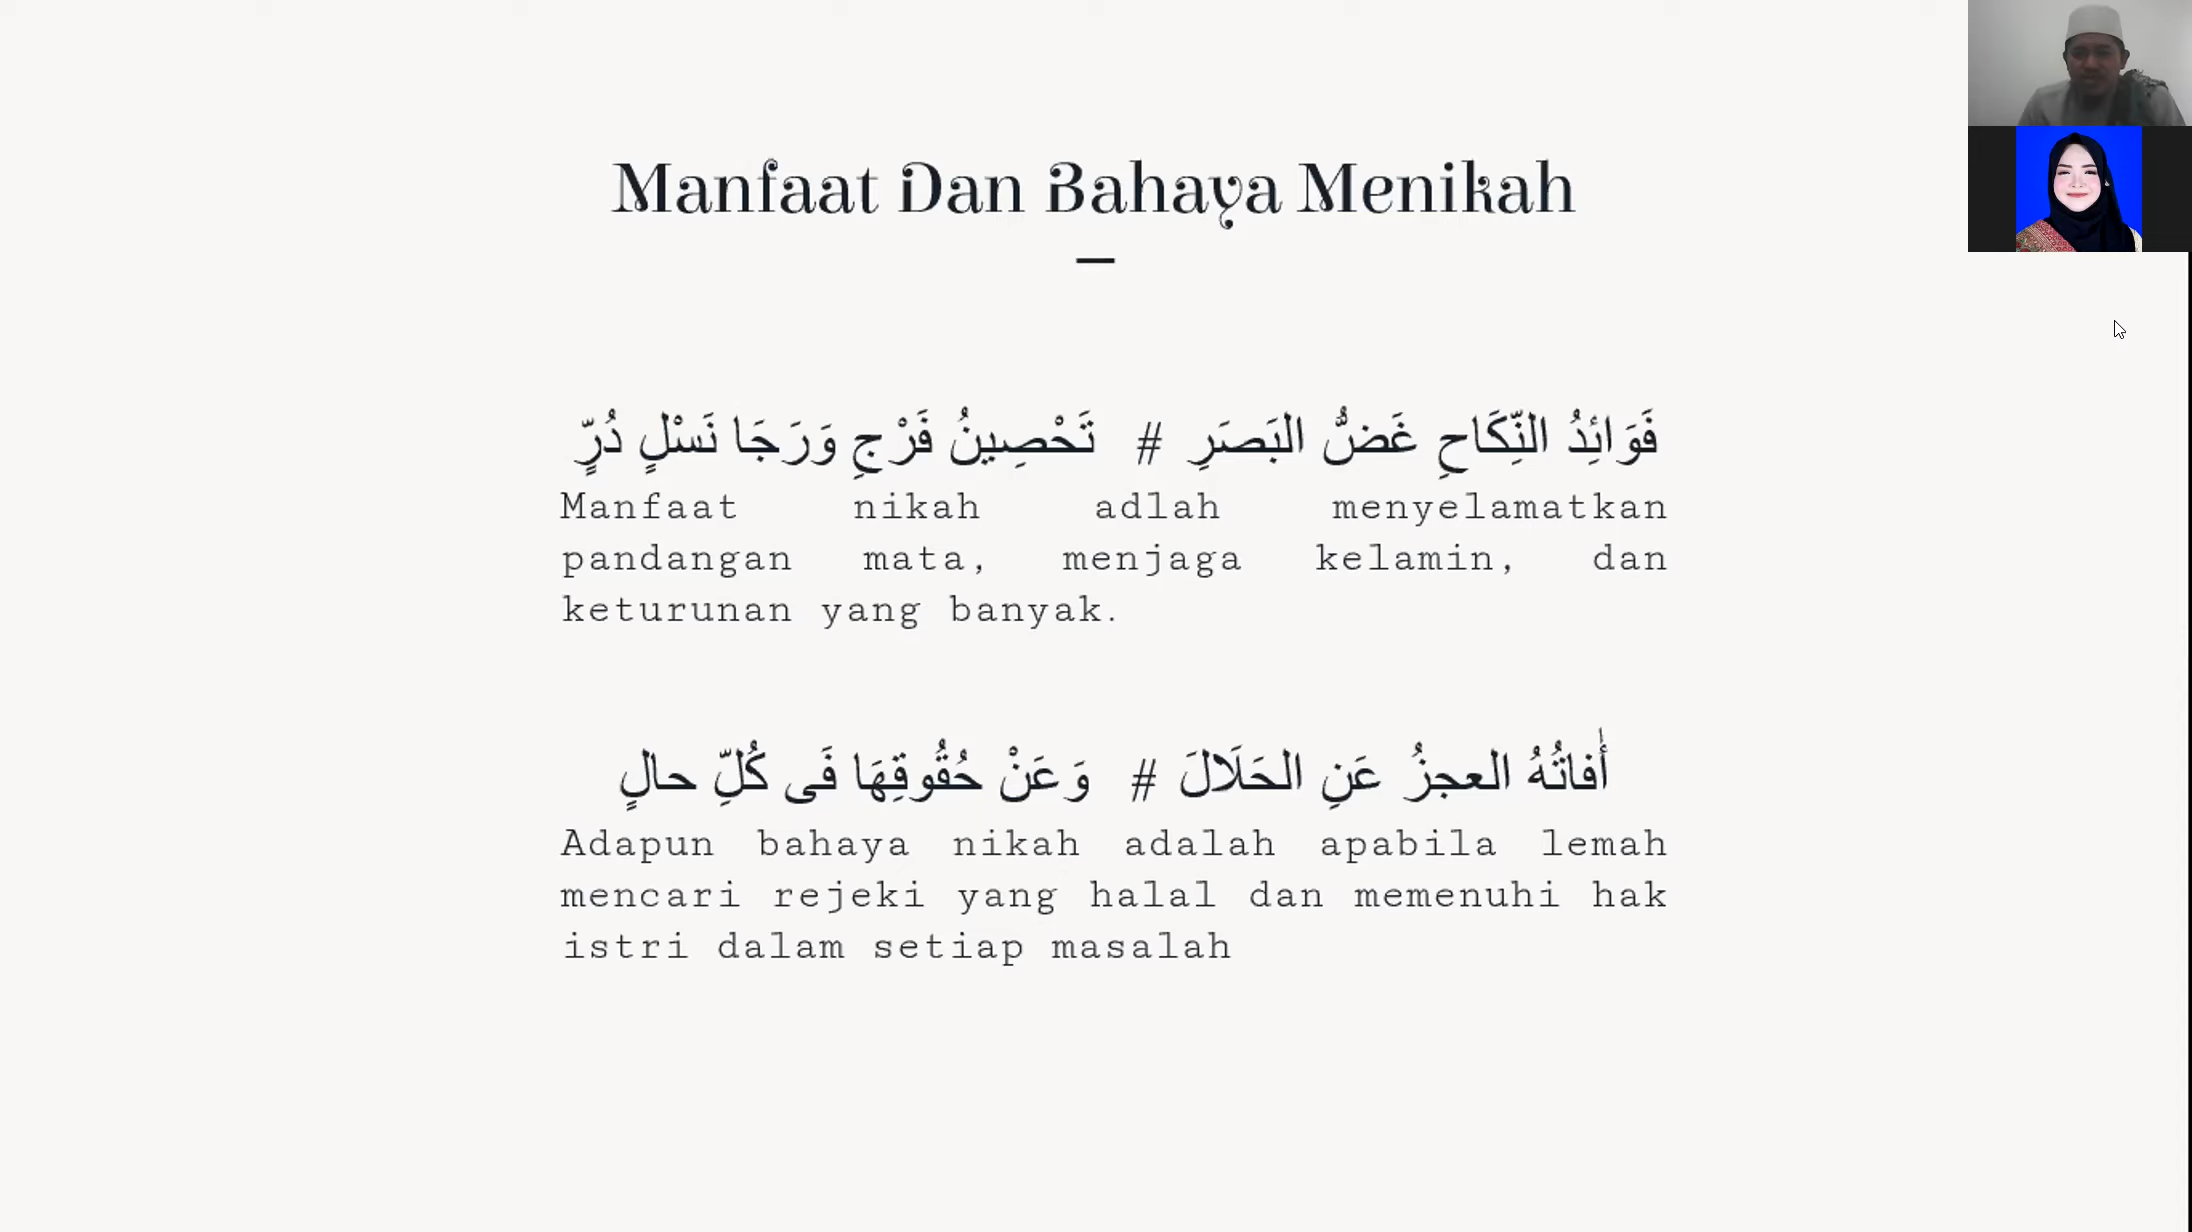 Manfaat Dan Bahaya Menikah
فَوَائِدُ النِّكَاحِ غَضُّ البَصَرِ # تَحْصِينُ فَرْجِ وَرَجَا نَسْلٍ دُرٍّ
Manfaat nikah adlah menyelamatkan
pandangan mata, menjaga kelamin, dan
keturunan yang banyak.
أٰفاتُهُ العجزُ عَنِ الحَلَالَ # وَعَنْ حُقُوقِهَا فَى كُلِّ حالٍ
Adapun bahaya nikah adalah apabila lemah
mencari rejeki yang halal dan memenuhi hak
istri dalam setiap masalah